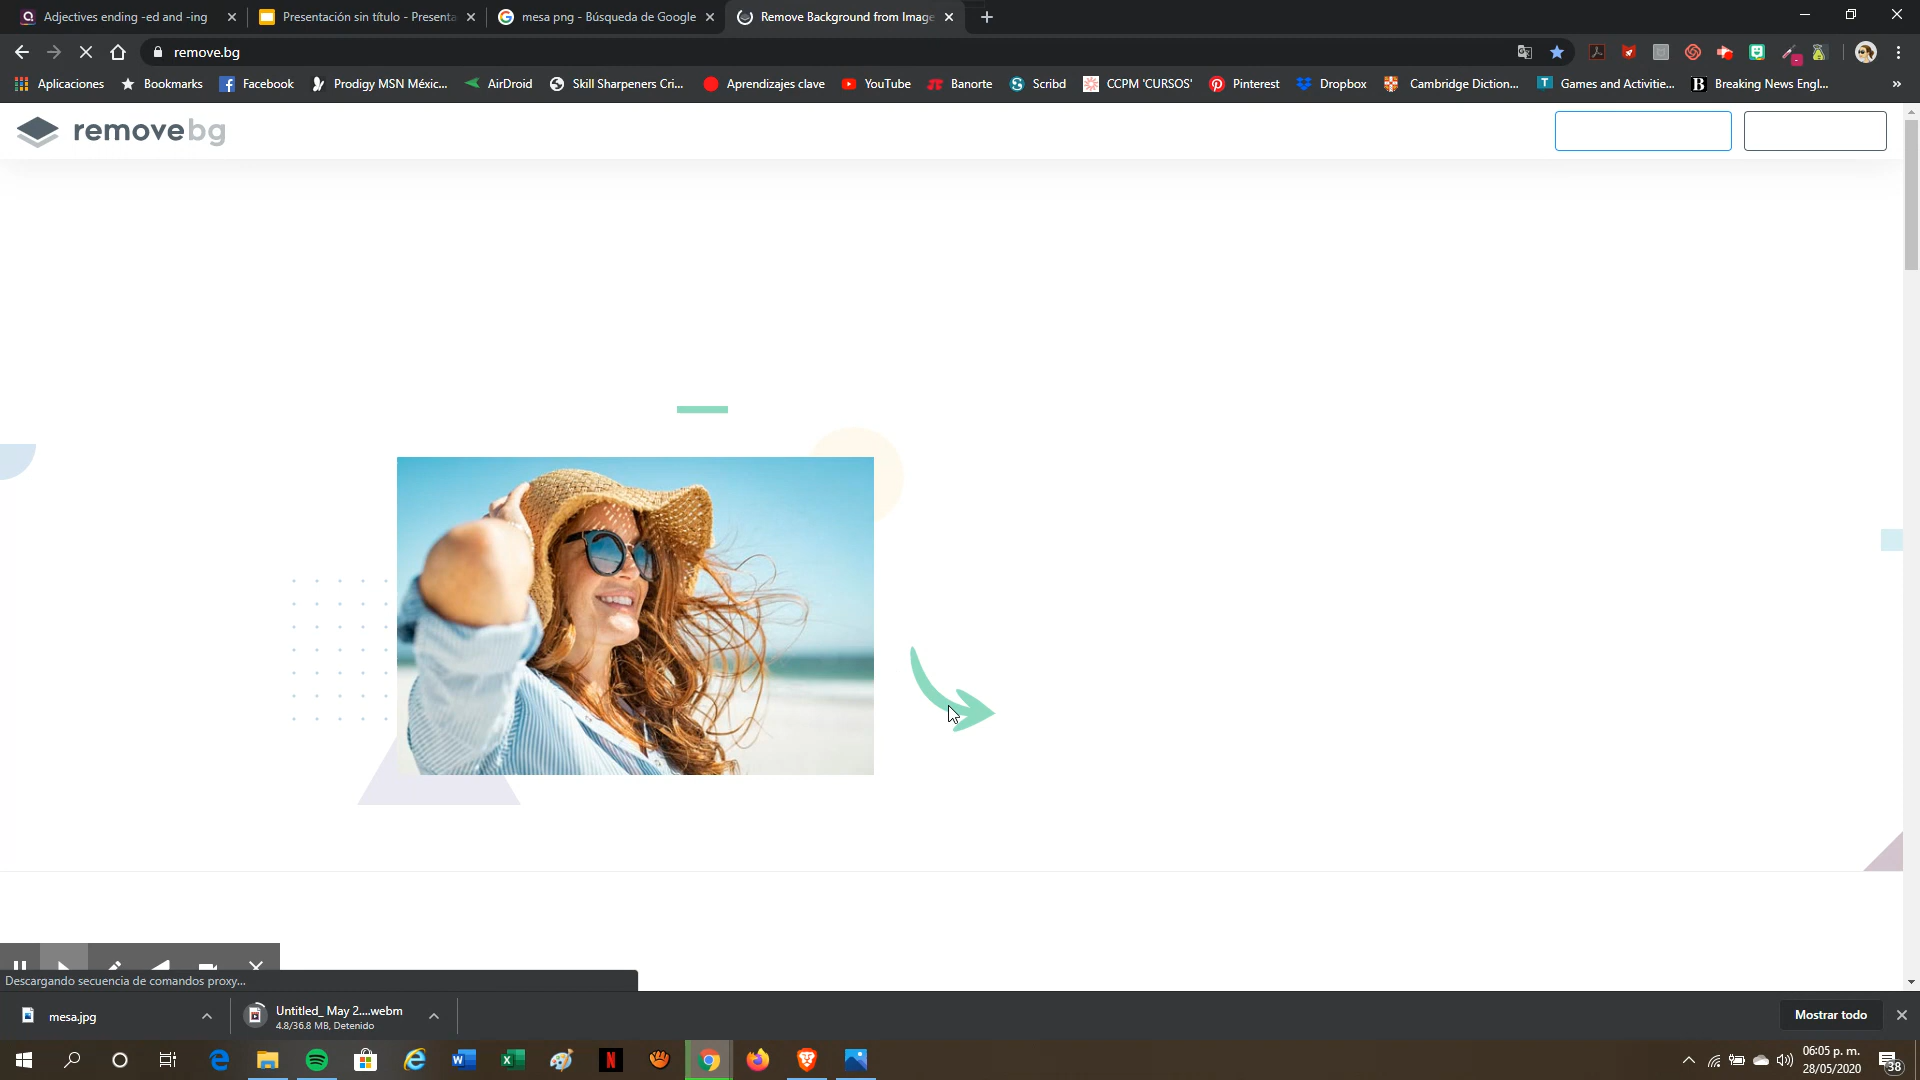 Adjectives ending -ed and -ing
Presentación sin título - Presenta
mesa png - Búsqueda de Google
Remove Background from Image
remove.bg
Aplicaciones
Bookmarks
Facebook
Prodigy MSN Méxic...
AirDroid
Skill Sharpeners Cri...
Aprendizajes clave
YouTube
Banorte
Scribd
CCPM 'CURSOS'
Pinterest
Dropbox
Cambridge Diction...
Games and Activitie...
Breaking News Engl...
removebg
Descargando secuencia de comandos proxy...
mesa.jpg
Untitled_ May 2....webm
4.8/36.8 MB, Detenido
Mostrar todo
06:05 p. m.
28/05/2020
38